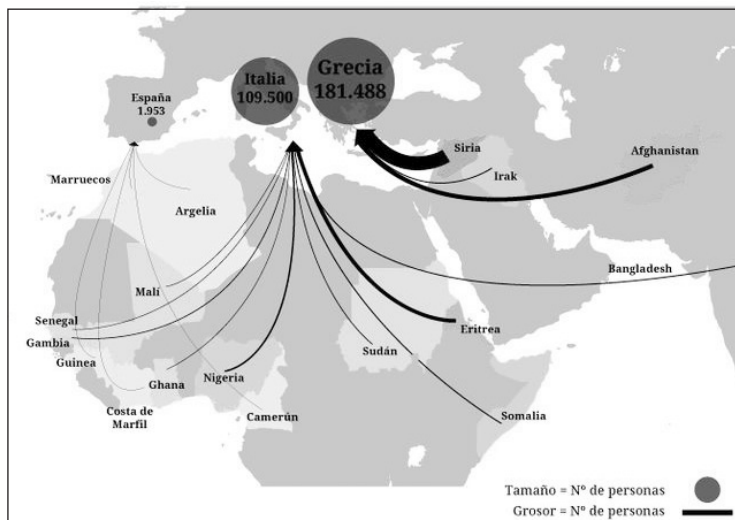 Grecia
181.488
Italia
109.500
España
1.953
Siria
Afghanistan
Irak
Marruecos
Argelia
Bangladesh
Malí
Senegal
Gambia
Eritrea
Guinea
Sudán
Ghana
Nigeria
Costa de
Marfil
Camerún
Somalia
Tamaño = Nº de personas
Grosor = Nº de personas